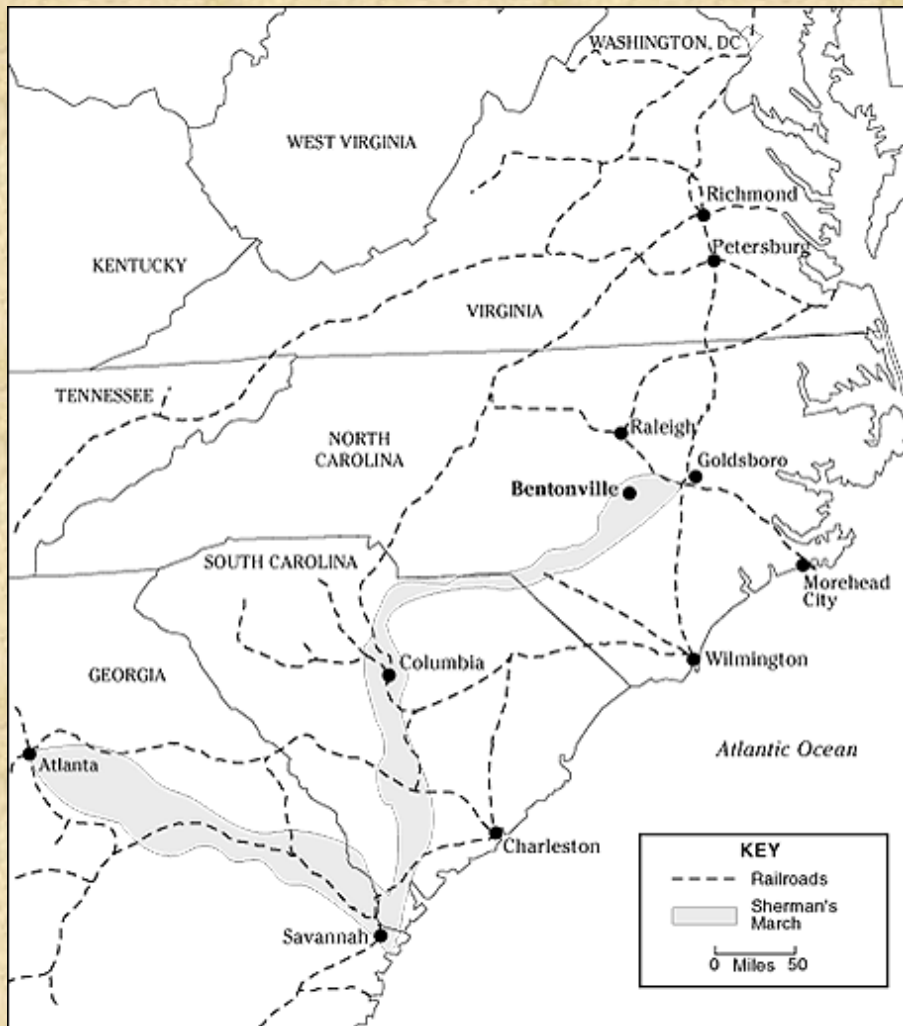 WASHINGTON, DC
WEST VIRGINIA
Richmond
Petersburg
KENTUCKY
VIRGINIA
TENNESSEE
Raleigh
NORTH
CAROLINA
Goldsboro
Bentonville
SOUTH CAROLINA
Morehead
City
Columbia
Wilmington
GEORGIA
Atlantic Ocean
Atlanta
Charleston
Savannah
KEY
Railroads
Sherman's
March
0 Miles 50